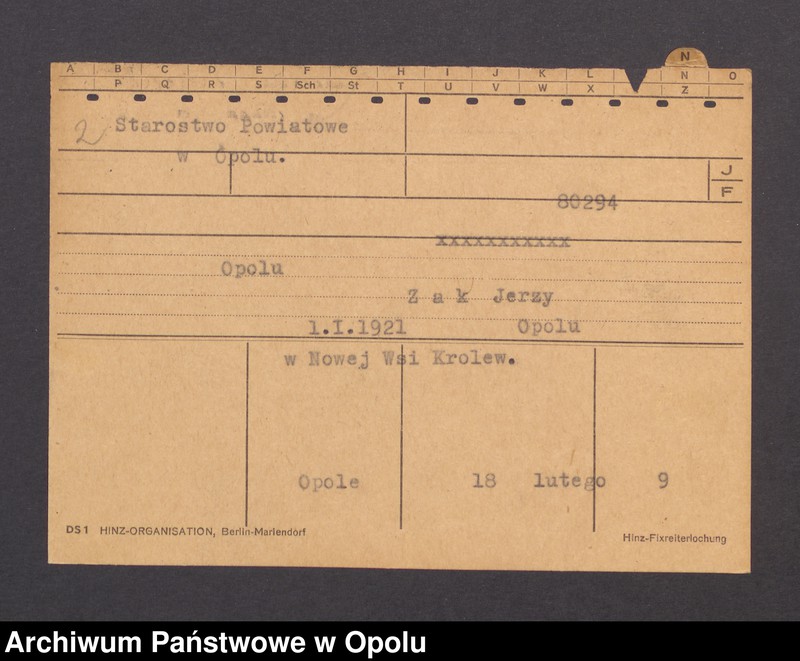 N
A B C D E F G H I J K L N O
P Q R S Sch St T U V W X Z
2 Starostwo Powiatowe
w Opolu.
J
F
80294
xxxxxxxxxxx
Opolu
Z a k Jerzy
1.I.1921 Opolu
w Nowej Wsi Krolew.
Opole 18 lutego 9
DS1 HINZ-ORGANISATION, Berlin-Mariendorf
Hinz-Fixreiterlochung
Archiwum Państwowe w Opolu